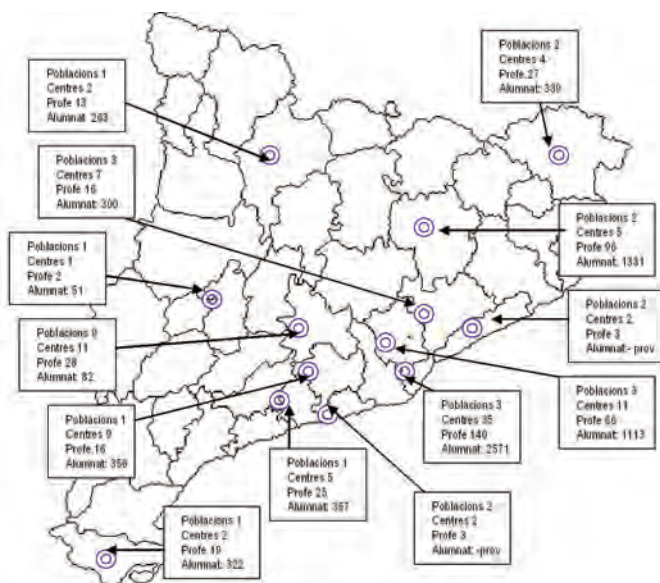 Poblacions 1
Centres 2
Profe 13
Alumnat 263
Poblacions 2
Centres 4
Profe.27
Alumnat: 339
Poblacions 3
Centres 7
Profe 16
Alumnat: 300
Poblacions 2
Centres 5
Profe 96
Alumnat: 1331
Poblacions 1
Centres 1
Profe 2
Alumnat: 51
Poblacions 2
Centres 2
Profe 3
Alumnat:- prov
Poblacions
Centres 11
Profe 28
Alumnat: 82
Poblacions 3
Centres 11
Profe 66
Alumnat: 1113
Poblacions 1
Centres
Profe.16
Alumnat:
Poblacions 3
Centres 35
Profe 140
Alumnat: 2571
Poblacions 1
Centres 5
Profe 25
Alumnat: 367
Poblacions 2
Centres 2
Profe 3
Alumnat: -prov
Poblacions 1
Centres 2
Profe 19
Alumnat: 322